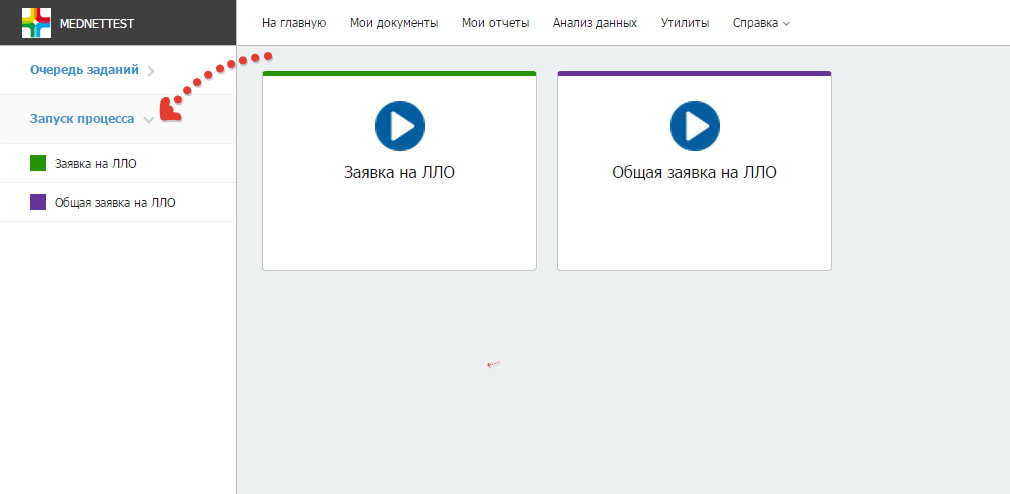 MEDNETTEST
На главную Мои документы Мои отчеты Анализ данных Утилиты Справка
Очередь заданий
Запуск процесса
Заявка на ЛЛО
Общая заявка на ЛЛО
Заявка на ЛЛО
Общая заявка на ЛЛО